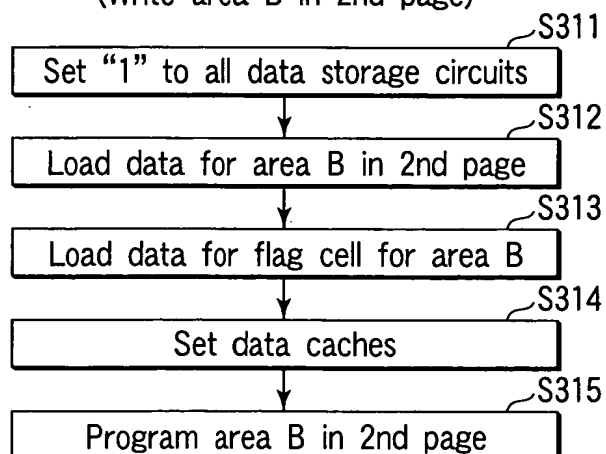 (Write area B in 2nd page)
S311
Set “1” to all data storage circuits
S312
Load data for area B in 2nd page
S313
Load data for flag cell for area B
S314
Set data caches
S315
Program area B in 2nd page